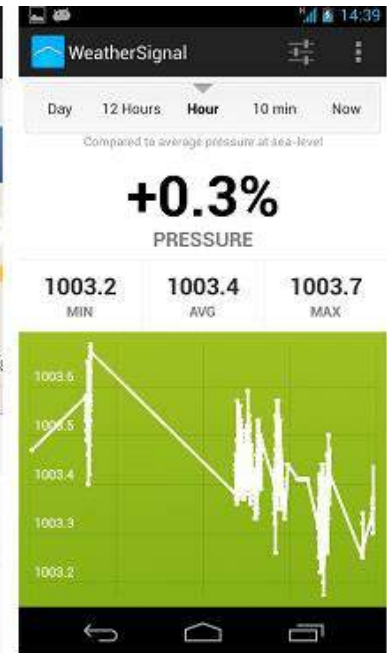 14:39
WeatherSignal
Day 12 Hours Hour 10 min Now
Compared to average pressure at sea-level
+0.3%
PRESSURE
1003.2 1003.4 1003.7
MIN AVG MAX
1003.6
1003.5
1003.4
1003.3
1003.2